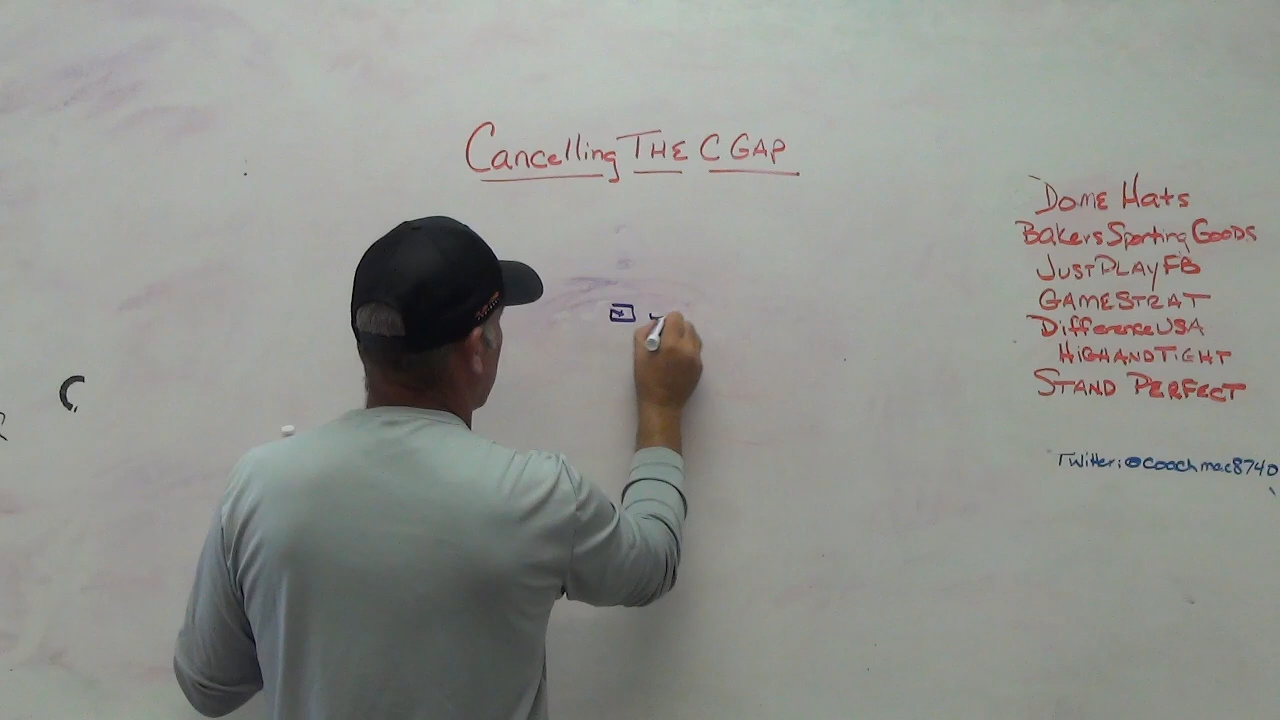 Cancelling THE C GAP
Dome Hats
Bakers Sporting Goods
JUSTPLAYFB
GAMESTRAT
DifferenceUSA
HIGHANDTIGHT
STAND PERFECT
Twitter: @coachmac8740
C